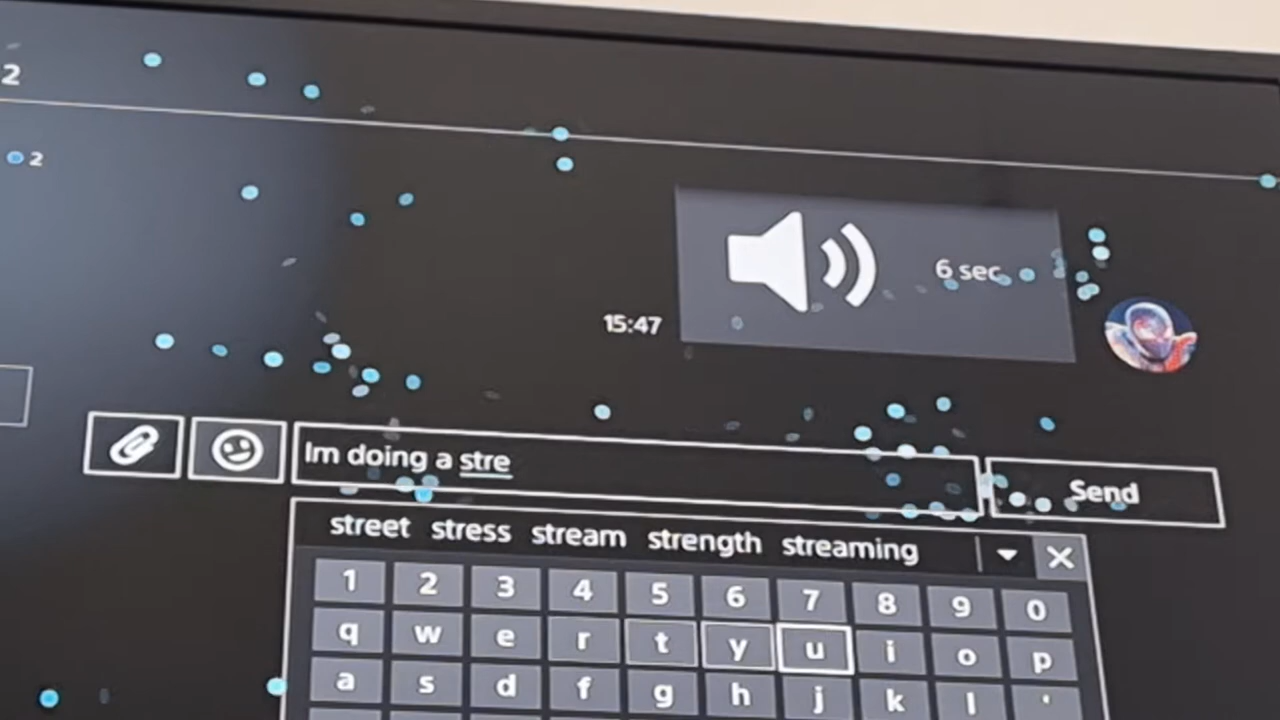 2
2
6 sec
15:47
Im doing a stre
Send
street stress stream strength streaming
1 2 3 4 5 6 7 8 9 0
q w e r t y u i o p
a s d f g h j k l '